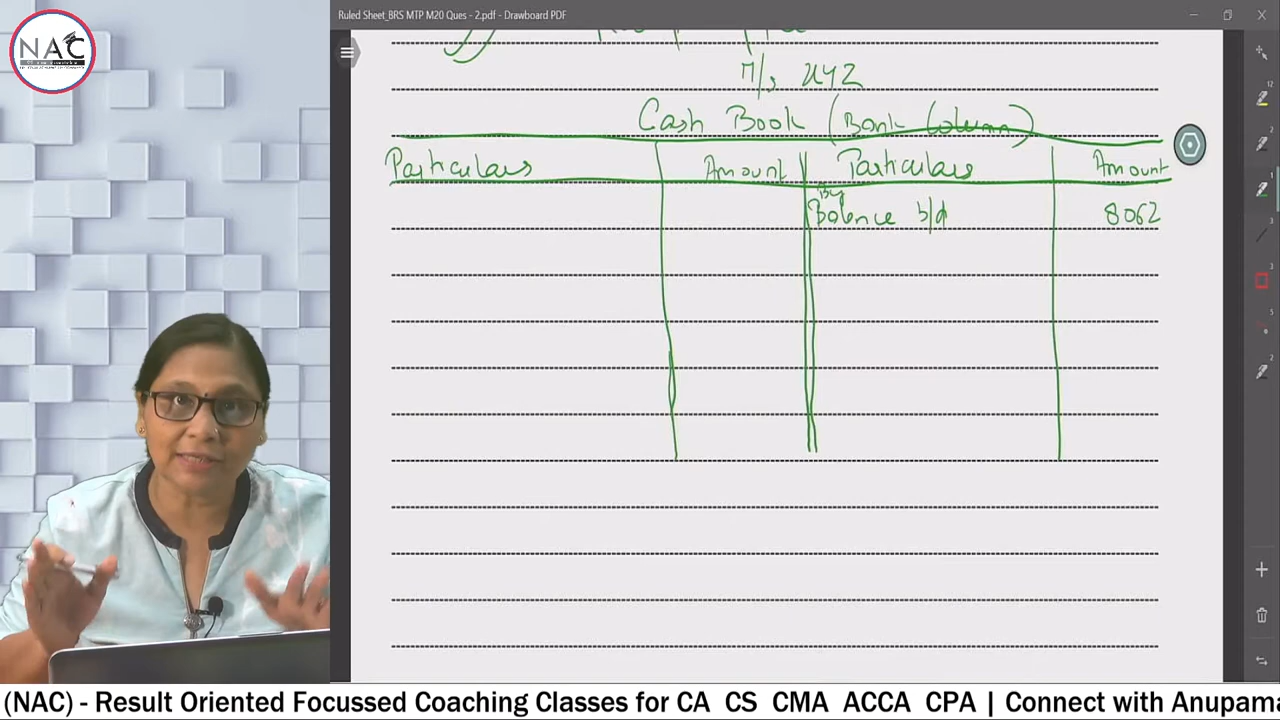 Ruled Sheet_BRS MTP M20 Ques - 2.pdf - Drawboard PDF
NAC
M/s XYZ
Cash Book (Bank Column)
Particulars Amount Particulars Amount
By
Balance b/d 8062
(NAC) - Result Oriented Focussed Coaching Classes for CA CS CMA ACCA CPA | Connect with Anupama